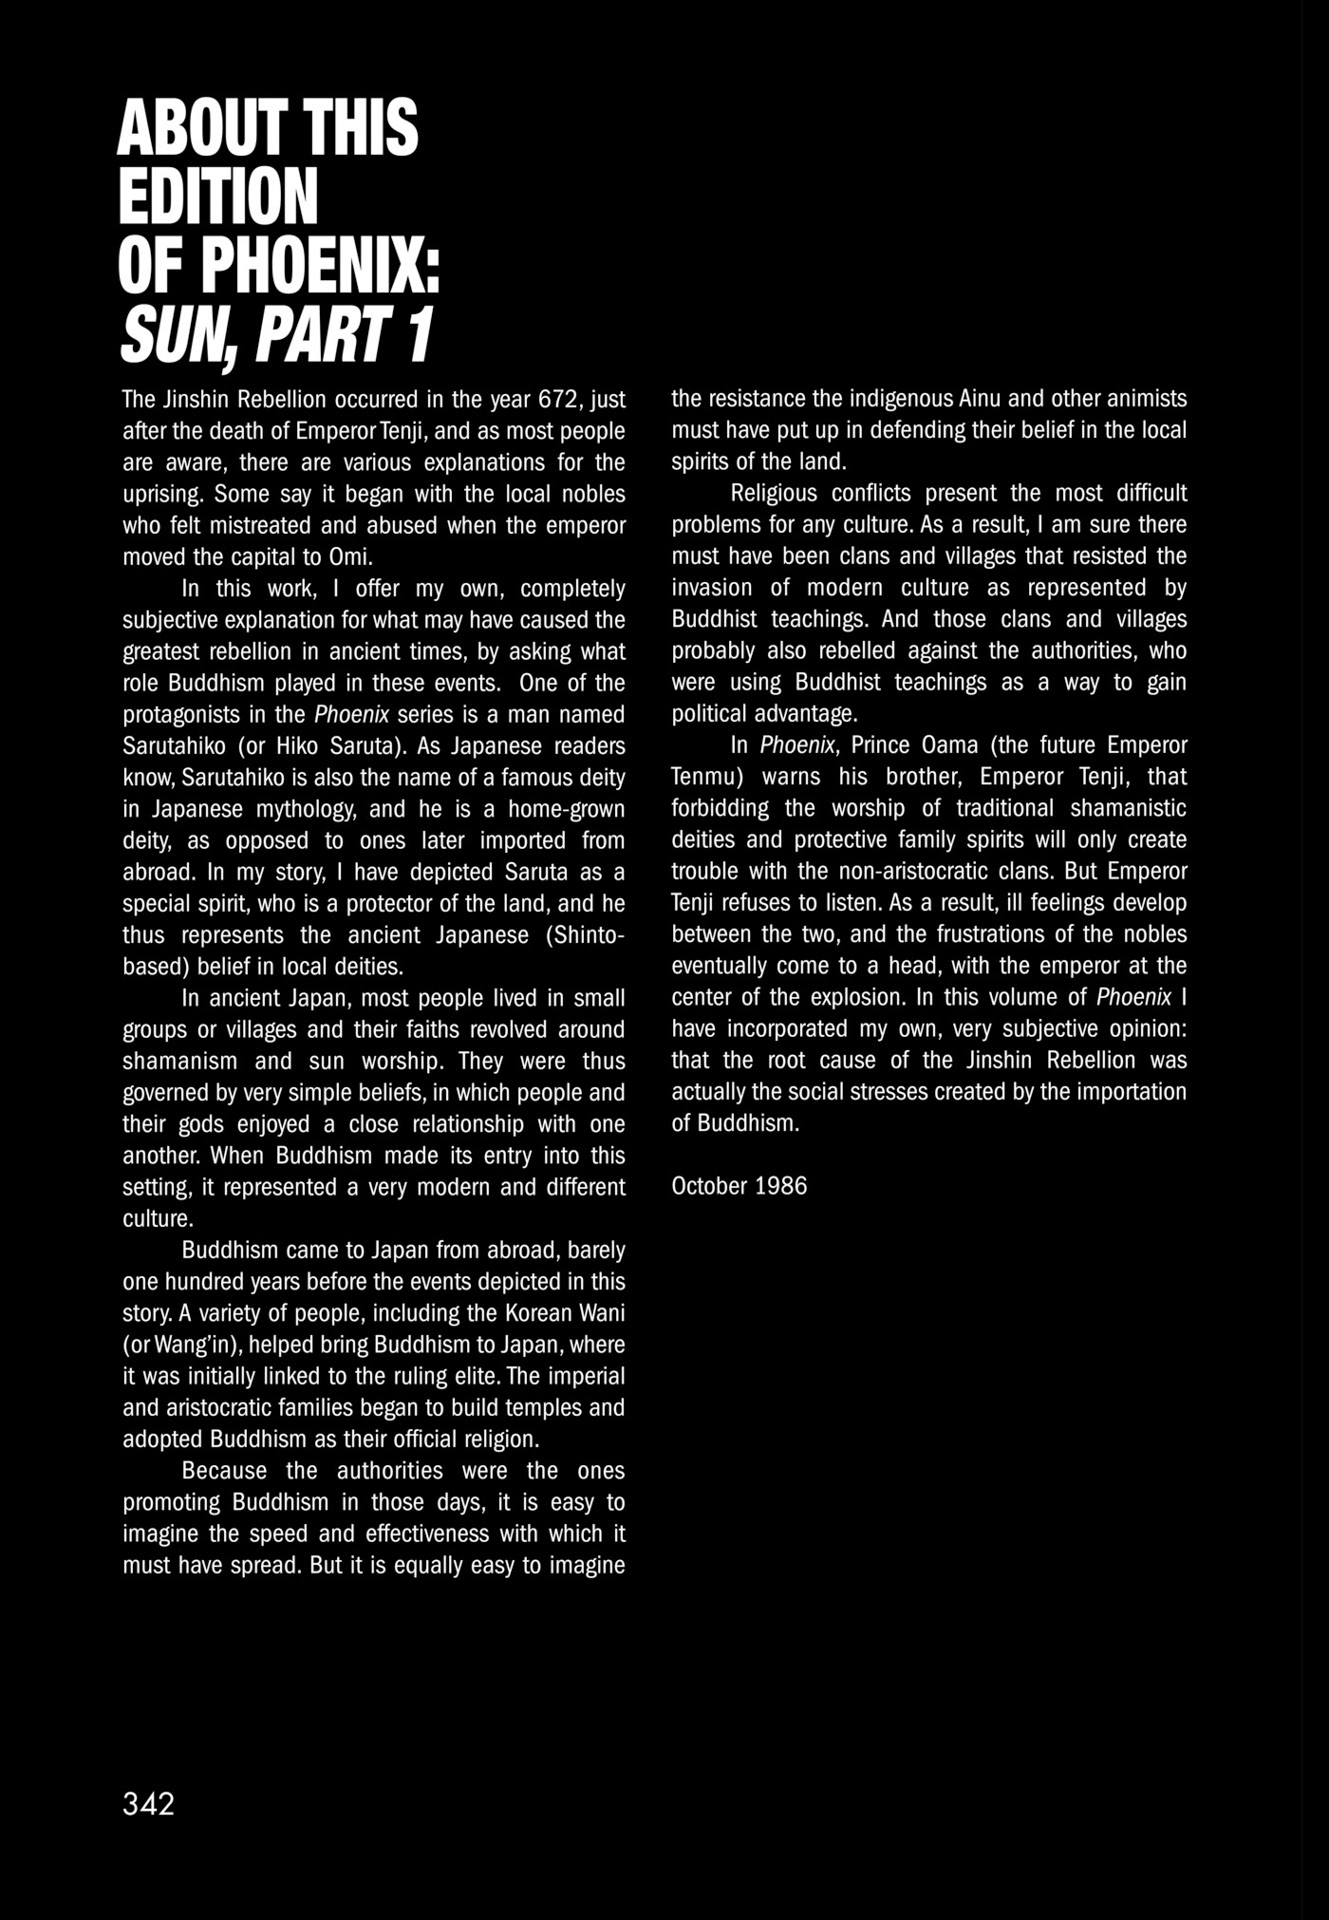 ABOUT THIS
EDITION
OF PHOENIX:
SUN, PART 1
The Jinshin Rebellion occurred in the year 672, just
after the death of Emperor Tenji, and as most people
are aware, there are various explanations for the
uprising. Some say it began with the local nobles
who felt mistreated and abused when the emperor
moved the capital to Omi.
In this work, I offer my own, completely
subjective explanation for what may have caused the
greatest rebellion in ancient times, by asking what
role Buddhism played in these events. One of the
protagonists in the Phoenix series is a man named
Sarutahiko (or Hiko Saruta). As Japanese readers
know, Sarutahiko is also the name of a famous deity
in Japanese mythology, and he is a home-grown
deity, as opposed to ones later imported from
abroad. In my story, I have depicted Saruta as a
special spirit, who is a protector of the land, and he
thus represents the ancient Japanese (Shinto-
based) belief in local deities.
In ancient Japan, most people lived in small
groups or villages and their faiths revolved around
shamanism and sun worship. They were thus
governed by very simple beliefs, in which people and
their gods enjoyed a close relationship with one
another. When Buddhism made its entry into this
setting, it represented a very modern and different
culture.
Buddhism came to Japan from abroad, barely
one hundred years before the events depicted in this
story. A variety of people, including the Korean Wani
(or Wang'in), helped bring Buddhism to Japan, where
it was initially linked to the ruling elite. The imperial
and aristocratic families began to build temples and
adopted Buddhism as their official religion.
Because the authorities were the ones
promoting Buddhism in those days, it is easy to
imagine the speed and effectiveness with which it
must have spread. But it is equally easy to imagine
the resistance the indigenous Ainu and other animists
must have put up in defending their belief in the local
spirits of the land.
Religious conflicts present the most difficult
problems for any culture. As a result, I am sure there
must have been clans and villages that resisted the
invasion of modern culture as represented by
Buddhist teachings. And those clans and villages
probably also rebelled against the authorities, who
were using Buddhist teachings as a way to gain
political advantage.
In Phoenix, Prince Oama (the future Emperor
Tenmu) warns his brother, Emperor Tenji, that
forbidding the worship of traditional shamanistic
deities and protective family spirits will only create
trouble with the non-aristocratic clans. But Emperor
Tenji refuses to listen. As a result, ill feelings develop
between the two, and the frustrations of the nobles
eventually come to a head, with the emperor at the
center of the explosion. In this volume of Phoenix I
have incorporated my own, very subjective opinion:
that the root cause of the Jinshin Rebellion was
actually the social stresses created by the importation
of Buddhism.
October 1986
342